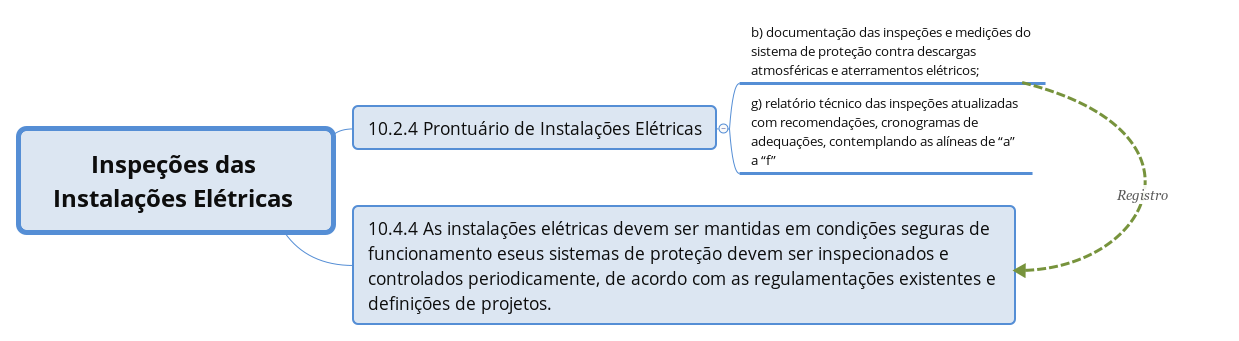 Inspeções das
Instalações Elétricas
10.2.4 Prontuário de Instalações Elétricas
b) documentação das inspeções e medições do
sistema de proteção contra descargas
atmosféricas e aterramentos elétricos;
g) relatório técnico das inspeções atualizadas
com recomendações, cronogramas de
adequações, contemplando as alíneas de “a”
a “f”
Registro
10.4.4 As instalações elétricas devem ser mantidas em condições seguras de
funcionamento eseus sistemas de proteção devem ser inspecionados e
controlados periodicamente, de acordo com as regulamentações existentes e
definições de projetos.